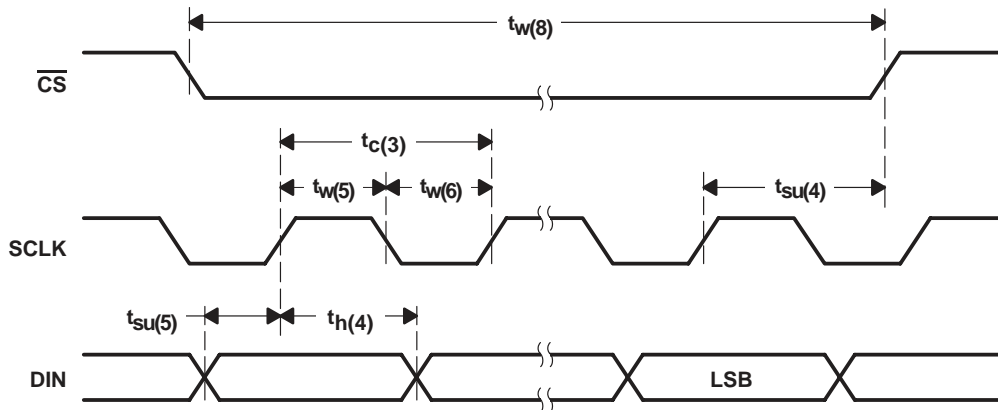 tw(8)
CS
tc(3)
tw(5) tw(6) tsu(4)
SCLK
tsu(5) th(4)
DIN LSB